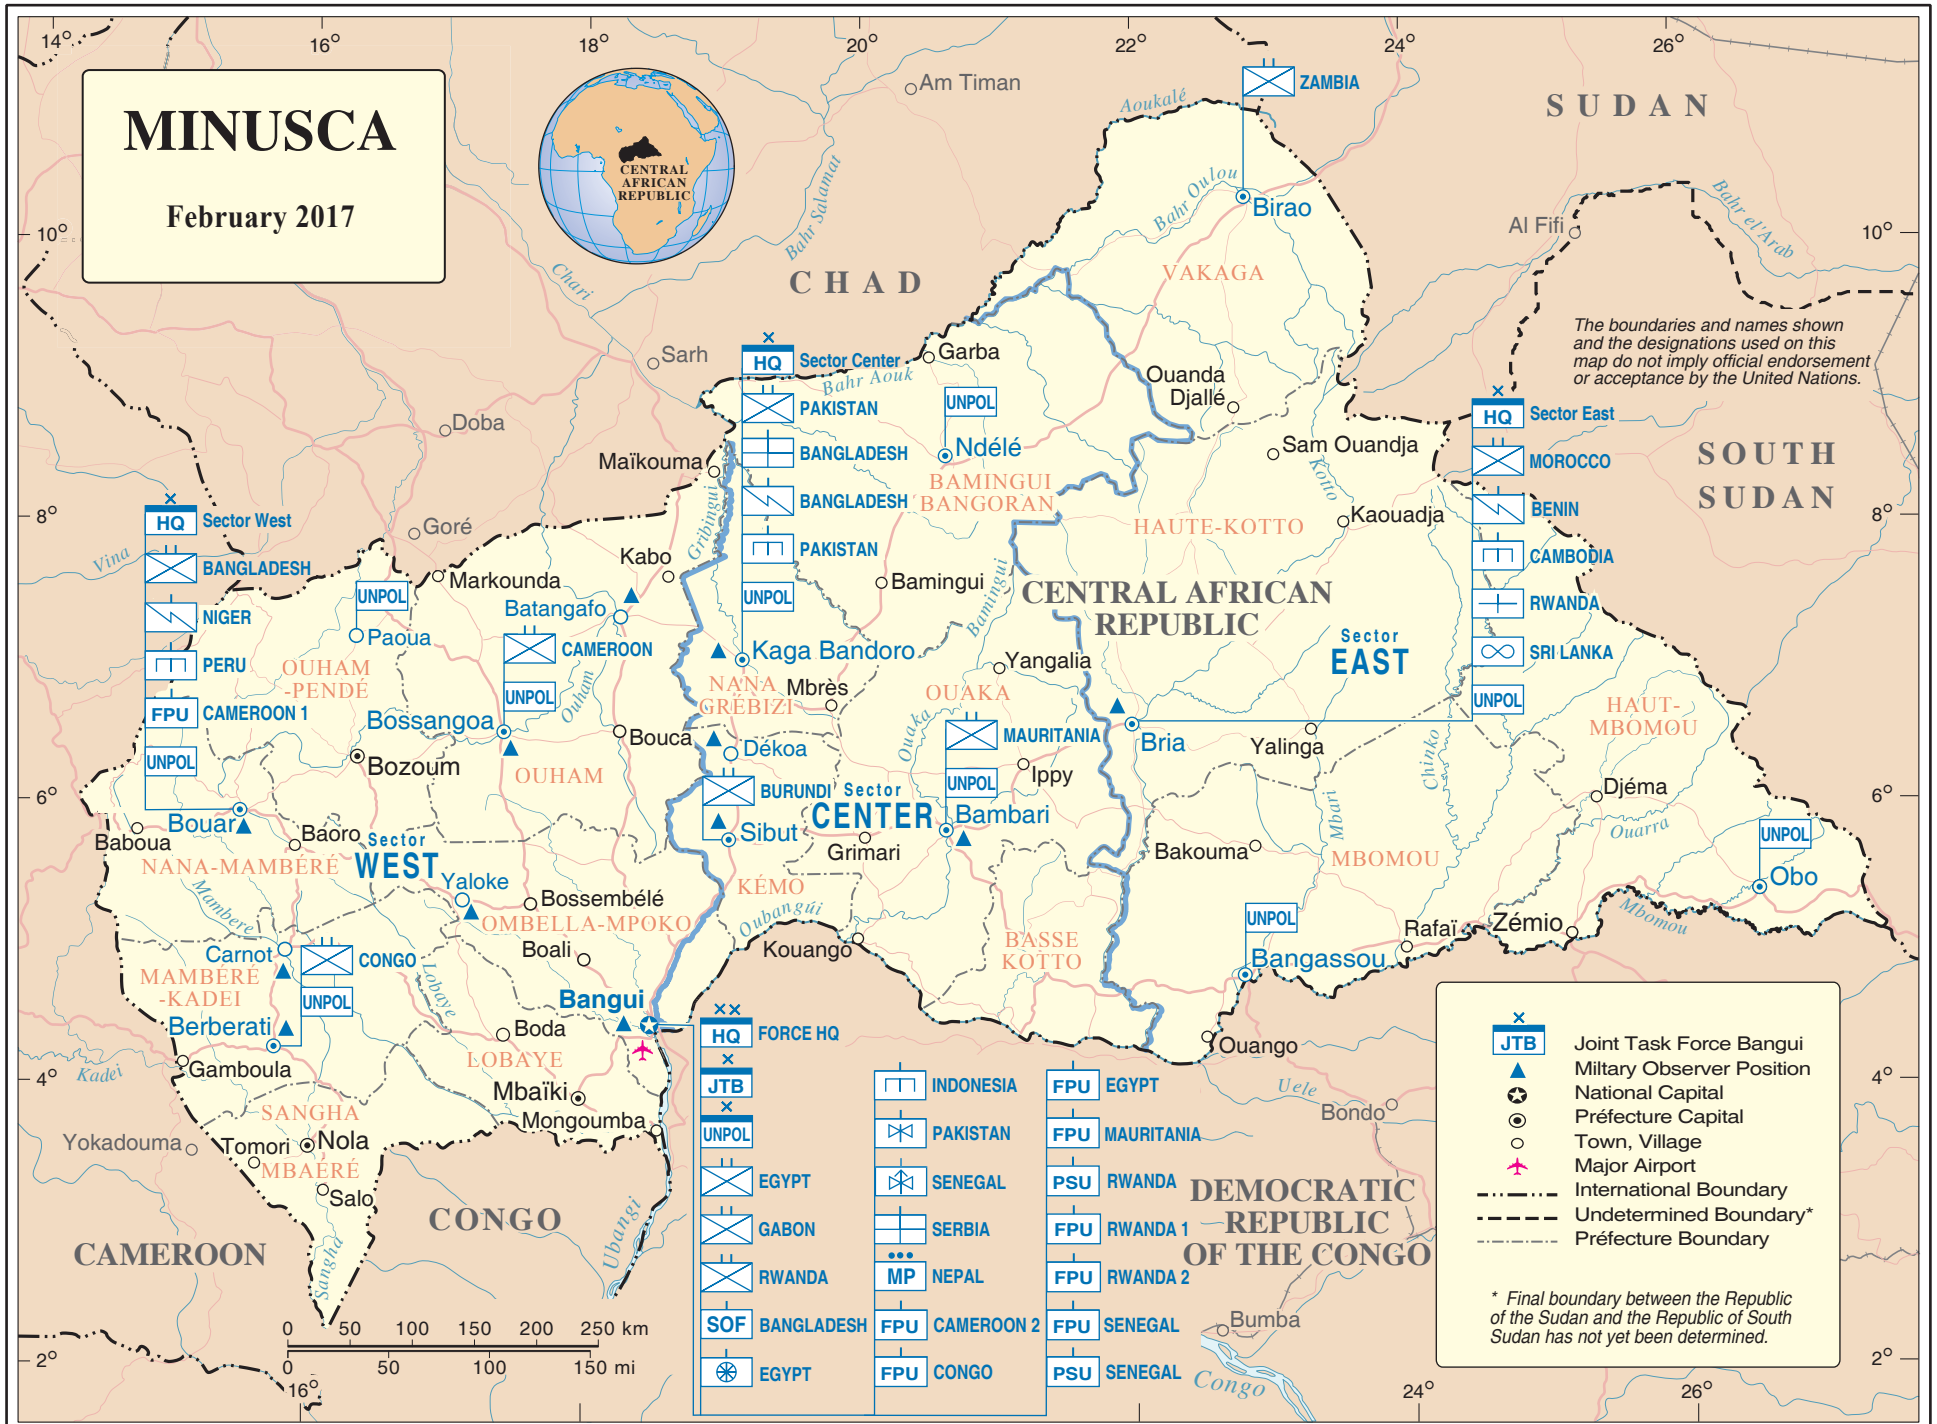 14°
16°
18°
20°
22°
24°
26°
MINUSCA
February 2017
CENTRAL
AFRICAN
REPUBLIC
Am Timan
Aoukalé
ZAMBIA
SUDAN
Bahr Salamat
Chari
CHAD
Bahr Oulou
Birao
VAKAGA
Al Fifi
Bahr el'Arab
10°
10°
The boundaries and names shown
and the designations used on this
map do not imply official endorsement
or acceptance by the United Nations.
Sarh
HQ Sector Center
Garba
Bahr Aouk
PAKISTAN
UNPOL
Ouanda
Djallé
HQ Sector East
Doba
BANGLADESH
Ndélé
Sam Ouandja
MOROCCO
SOUTH
SUDAN
Maïkouma
BAMINGUI
BANGORAN
Kotto
BANGLADESH
BENIN
HQ Sector West
8°
8°
Goré
Gribingui
Kaouadja
HAUTE-KOTTO
Vina
BANGLADESH
PAKISTAN
CAMBODIA
Kabo
Markounda
Bamingui
Bamingui
UNPOL
UNPOL
CENTRAL AFRICAN
REPUBLIC
NIGER
Batangafo
RWANDA
Paoua
CAMEROON
Kaga Bandoro
Sector
EAST
SRI LANKA
PERU
OUHAM
-PENDÉ
Yangalia
NANA
GRÉBIZI
Mbrès
OUAKA
UNPOL
UNPOL
Ouham
FPU CAMEROON 1
Bossangoa
HAUT-
MBOMOU
Bouca
Ouaka
MAURITANIA
Bria
Yalinga
Chinko
UNPOL
Bozoum
Dékoa
OUHAM
Ippy
UNPOL
Djéma
6°
6°
BURUNDI
Sector
CENTER
Bambari
Mbari
Ouarra
UNPOL
Bouar
Baboua
Baoro
Sector
WEST
Sibut
Grimari
Bakouma
MBOMOU
NANA-MAMBÉRÉ
Yaloke
KÉMO
Obo
Mambere
Bossembélé
OMBELLA-MPOKO
Oubangúi
UNPOL
Mbomou
Rafaï
Zémio
Carnot
CONGO
Boali
Kouango
BASSE
KOTTO
Bangassou
MAMBÉRÉ
-KADEI
UNPOL
Lobaye
Bangui
Berberati
Boda
HQ FORCE HQ
Ouango
LOBAYE
Gamboula
Kadei
4°
4°
JTB
INDONESIA
FPU EGYPT
Uele
Bondo
Mbaïki
Mongoumba
SANGHA
MBAÉRÉ
UNPOL
PAKISTAN
FPU MAURITANIA
Yokadouma
Tomori
Nola
EGYPT
SENEGAL
PSU RWANDA
Salo
DEMOCRATIC
REPUBLIC
OF THE CONGO
CONGO
GABON
SERBIA
FPU RWANDA 1
CAMEROON
Sangha
Ubangi
RWANDA
MP NEPAL
FPU RWANDA 2
SOF BANGLADESH
FPU CAMEROON 2
FPU SENEGAL
Bumba
EGYPT
FPU CONGO
PSU SENEGAL
Congo
0 50 100 150 200 250 km
0 50 100 150 mi
2°
2°
16°
24°
26°
JTB Joint Task Force Bangui
Miltary Observer Position
National Capital
Préfecture Capital
Town, Village
Major Airport
International Boundary
Undetermined Boundary*
Préfecture Boundary
* Final boundary between the Republic
of the Sudan and the Republic of South
Sudan has not yet been determined.